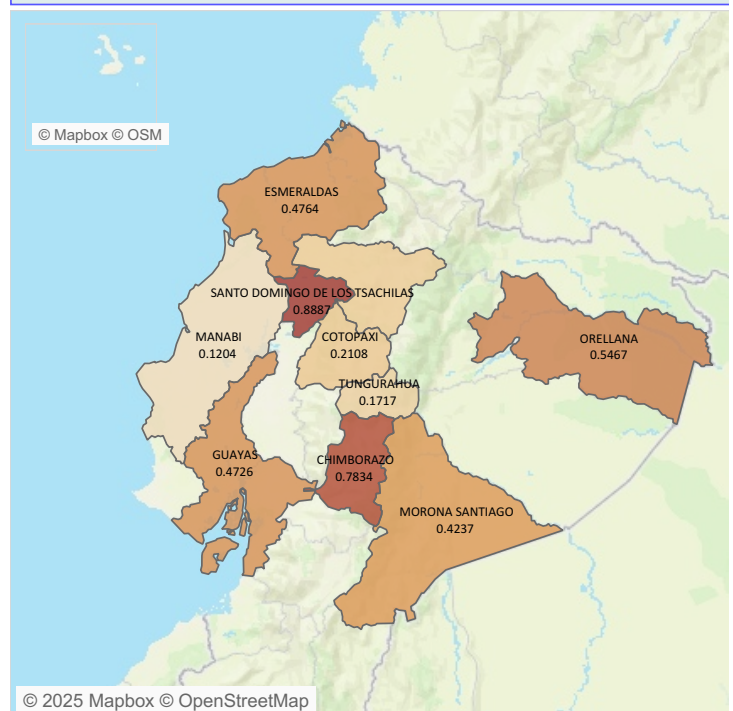 © Mapbox © OSM
ESMERALDAS
0.4764
SANTO DOMINGO DE LOS TSACHILAS
0.8887
MANABI
0.1204
COTOPAXI
0.2108
ORELLANA
0.5467
TUNGURAHUA
0.1717
GUAYAS
0.4726
CHIMBORAZO
0.7834
MORONA SANTIAGO
0.4237
© 2025 Mapbox © OpenStreetMap